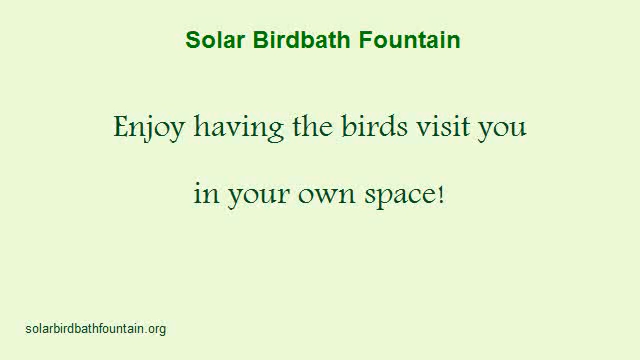 Solar Birdbath Fountain
Enjoy having the birds visit you
in your own space!
solarbirdbathfountain.org